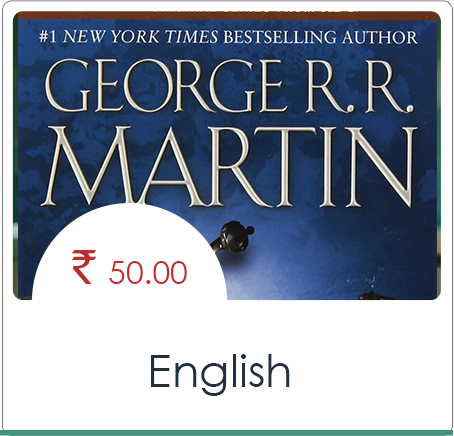 #1 NEW YORK TIMES BESTSELLING AUTHOR
GEORGE R. R.
MARTIN
₹ 50.00
English